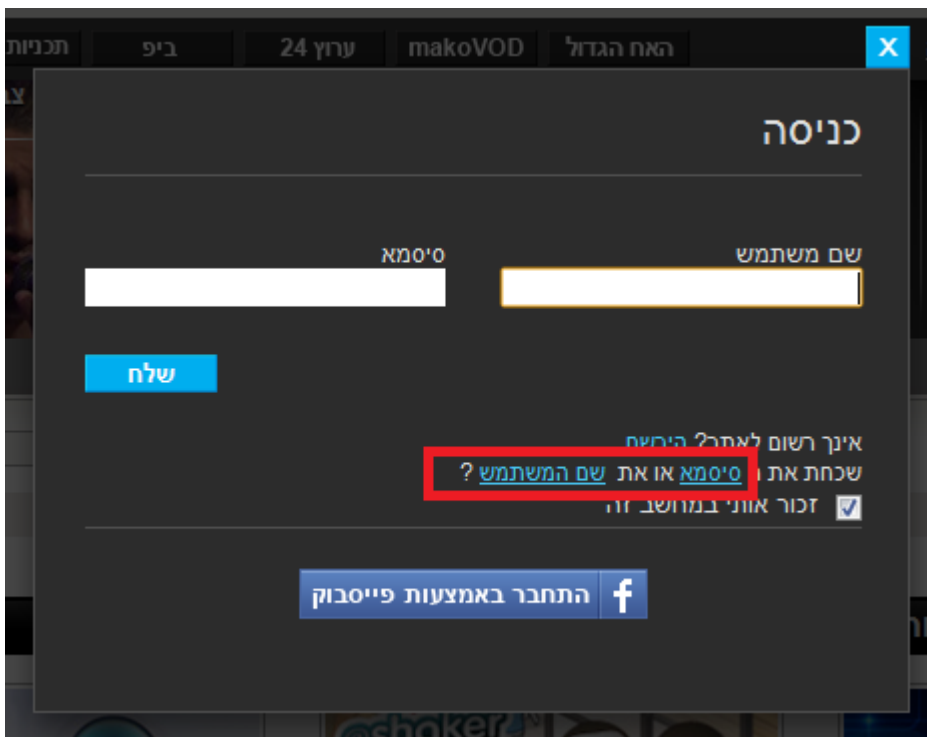 האח הגדול makoVOD ערוץ 24 ביפ תכניות
X
כניסה
שם משתמש סיסמא
שלח
אינך רשום לאתר? הירשם
שכחת את סיסמא או את שם המשתמש ?
זכור אותי במחשב זה
f התחבר באמצעות פייסבוק
shaker